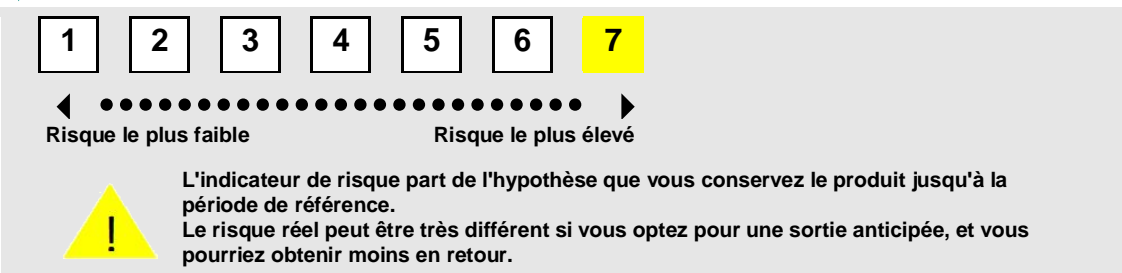 1 2 3 4 5 6 7
Risque le plus faible Risque le plus élevé
L'indicateur de risque part de l'hypothèse que vous conservez le produit jusqu'à la
période de référence.
Le risque réel peut être très différent si vous optez pour une sortie anticipée, et vous
pourriez obtenir moins en retour.
!